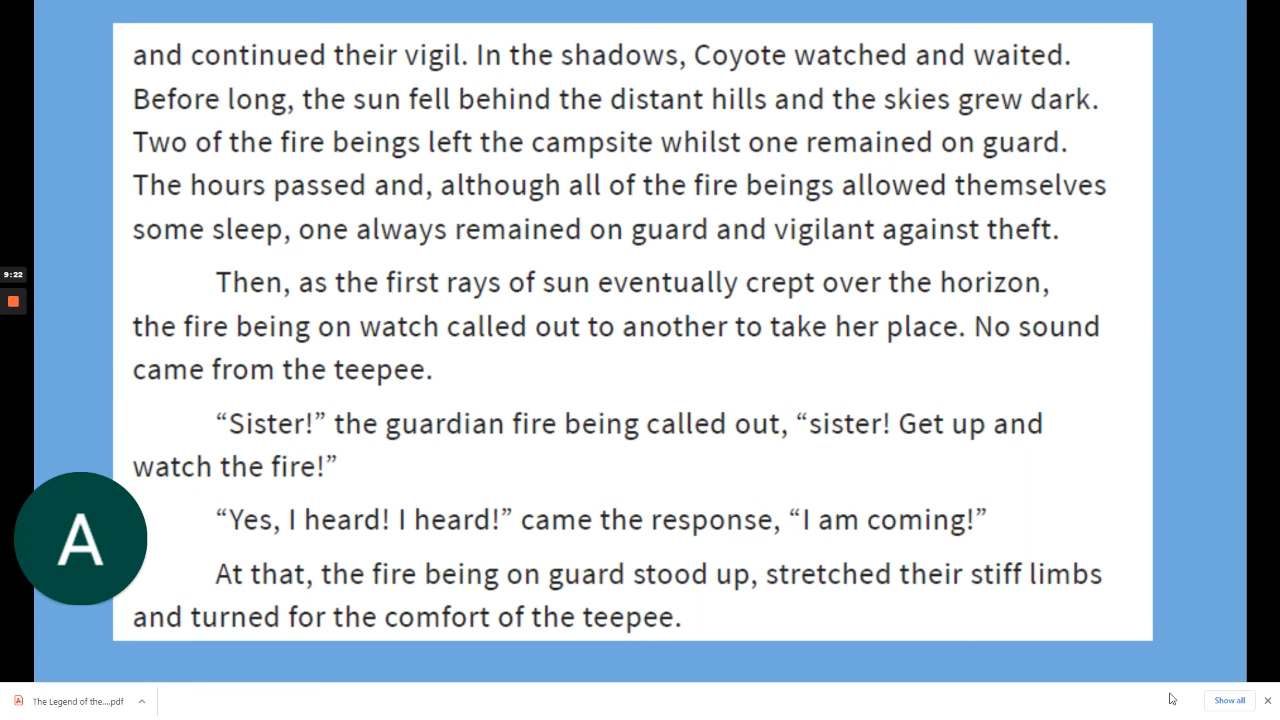 and continued their vigil. In the shadows, Coyote watched and waited.
Before long, the sun fell behind the distant hills and the skies grew dark.
Two of the fire beings left the campsite whilst one remained on guard.
The hours passed and, although all of the fire beings allowed themselves
some sleep, one always remained on guard and vigilant against theft.
Then, as the first rays of sun eventually crept over the horizon,
the fire being on watch called out to another to take her place. No sound
came from the teepee.
“Sister!” the guardian fire being called out, “sister! Get up and
watch the fire!”
“Yes, I heard! I heard!” came the response, “I am coming!”
At that, the fire being on guard stood up, stretched their stiff limbs
and turned for the comfort of the teepee.
9:22
A
The Legend of the....pdf
Show all